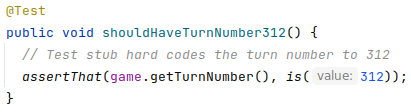 @Test
public void shouldHaveTurnNumber312() {
// Test stub hard codes the turn number to 312
assertThat(game.getTurnNumber(), is( value: 312));
}